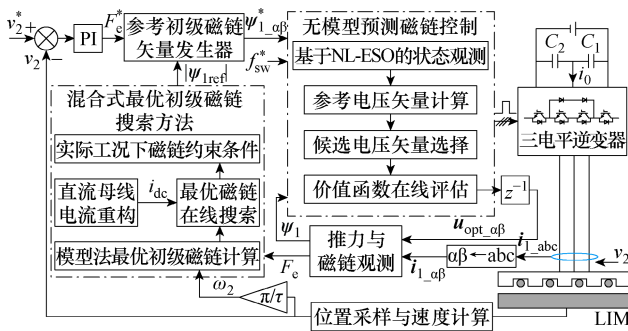 v₂* F_e* 参考初级磁链 ψ*₁_αβ 无模型预测磁链控制 C₂ C₁
PI 矢量发生器 f*_sw 基于NL-ESO的状态观测 i₀
v₂ − |ψ₁ref|
混合式最优初级磁链
搜索方法
参考电压矢量计算
候选电压矢量选择
三电平逆变器
实际工况下磁链约束条件
价值函数在线评估 z⁻¹
直流母线
电流重构
i_dc
最优磁链
在线搜索
ψ₁ u_opt_αβ i₁_abc
模型法最优初级磁链计算
推力与
磁链观测
F_e i₁_αβ αβ←abc v₂
ω₂ π/τ
位置采样与速度计算 LIM